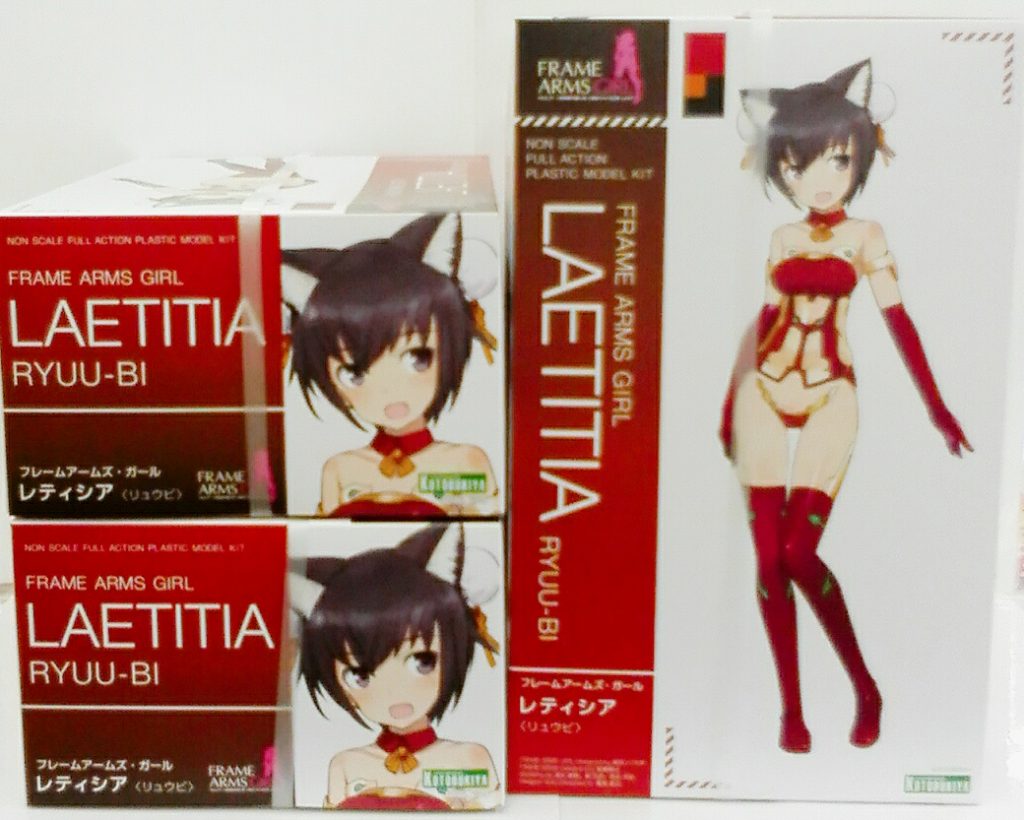 NON SCALE FULL ACTION PLASTIC MODEL KIT
FRAME ARMS GIRL
LAETITIA
RYUU-BI
フレームアームズ・ガール
レティシア〈リュウビ〉
FRAME
ARMS
KOTOBUKIYA
NON SCALE FULL ACTION PLASTIC MODEL KIT
FRAME ARMS GIRL
LAETITIA
RYUU-BI
フレームアームズ・ガール
レティシア〈リュウビ〉
FRAME
ARMS
KOTOBUKIYA
FRAME
ARMS GIRL
NON SCALE
FULL ACTION
PLASTIC MODEL KIT
FRAME ARMS GIRL
LAETITIA RYUU-BI
フレームアームズ・ガール
レティシア
〈リュウビ〉
KOTOBUKIYA